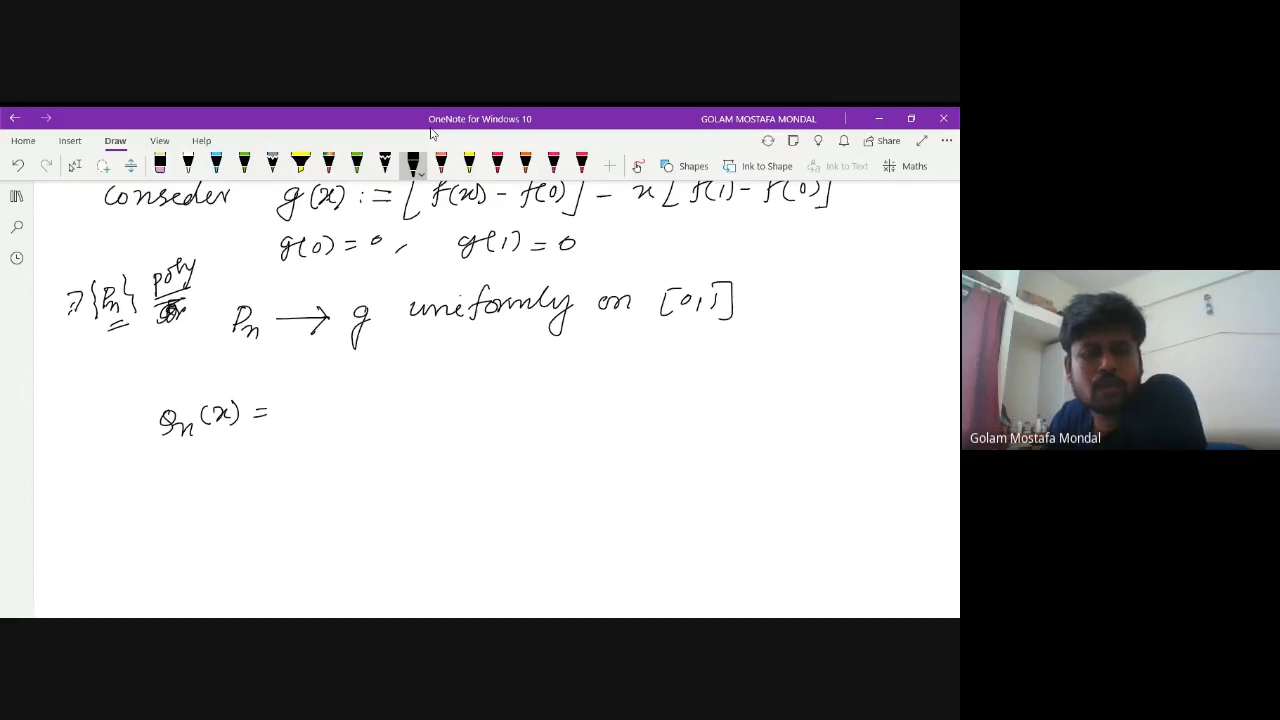 OneNote for Windows 10
GOLAM MOSTAFA MONDAL
Home Insert Draw View Help
Share
Shapes Ink to Shape Ink to Text Maths
conseder g(x) := [f(x) - f(0)] - x[f(1) - f(0)]
g(0) = 0, g(1) = 0
∃ {Pn} poly
Pn → g uniformly on [0,1]
Qn(x) =
Golam Mostafa Mondal